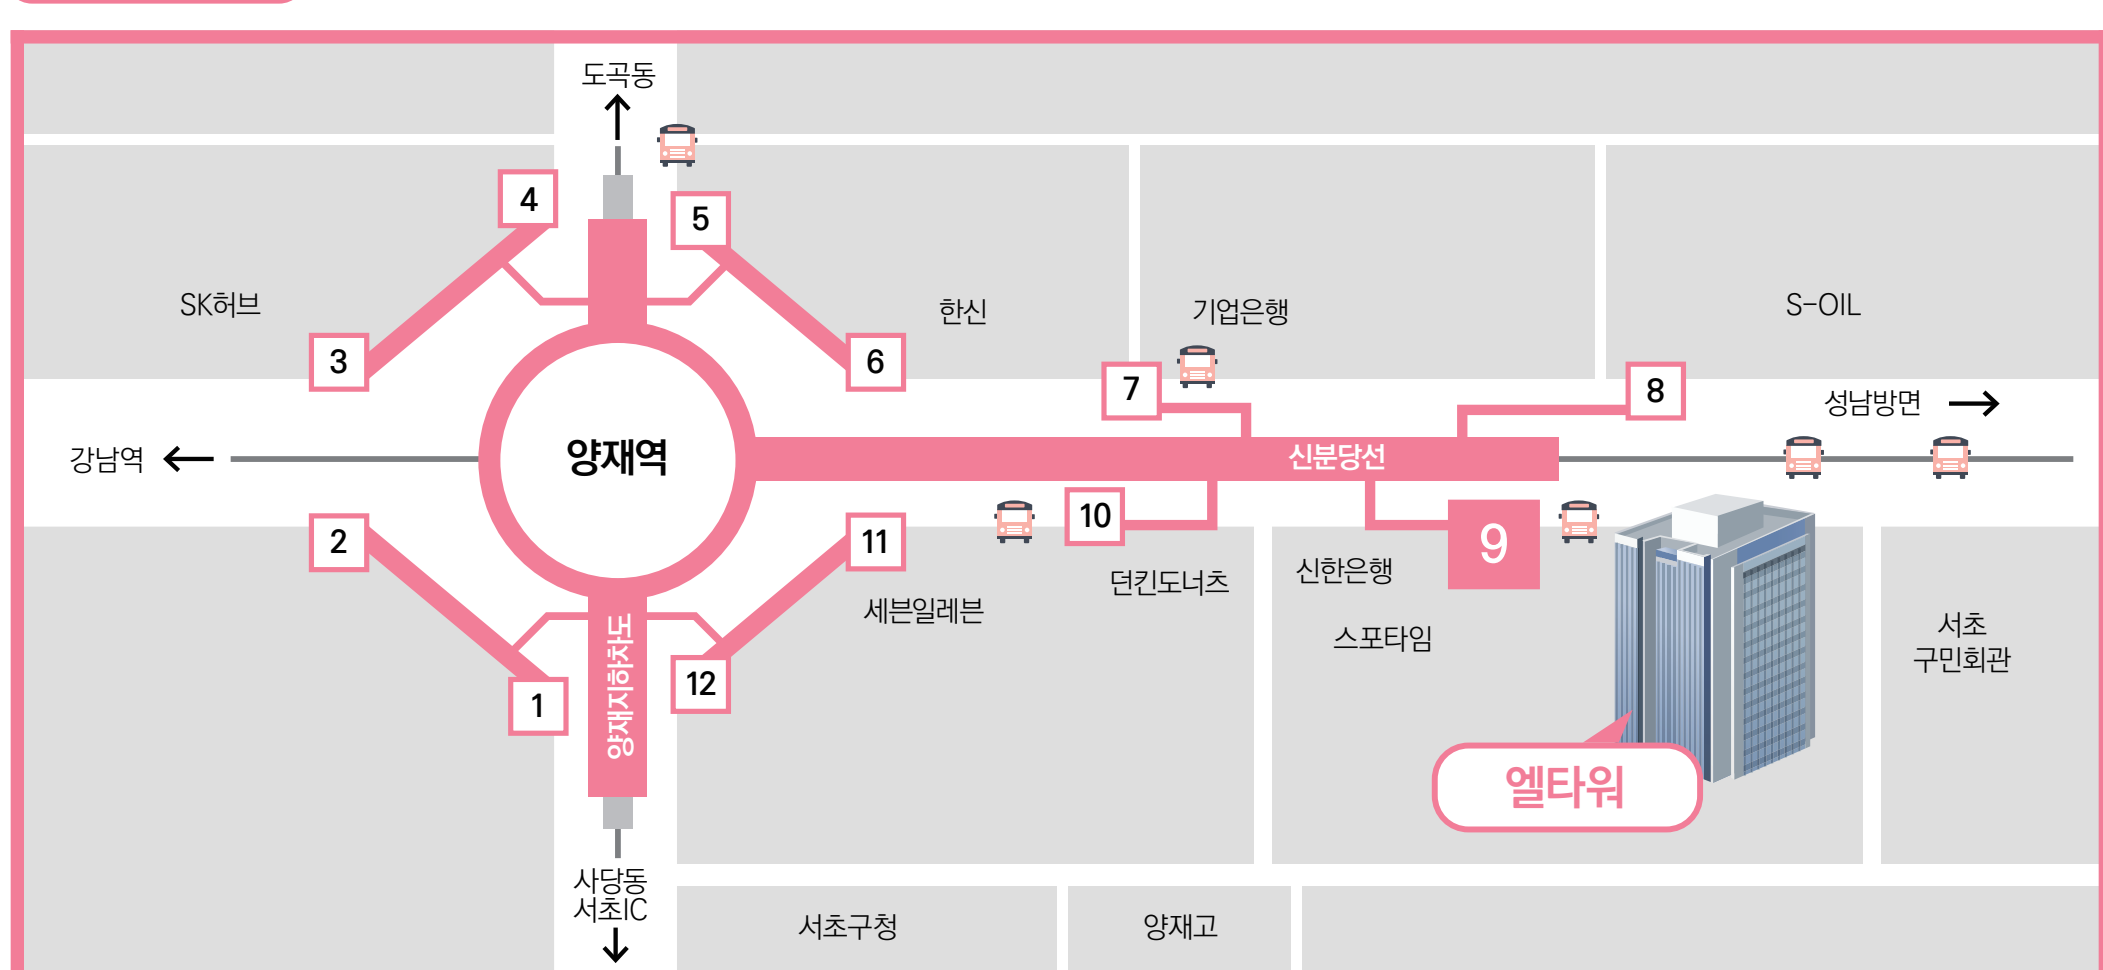 도곡동
4
5
SK허브
한신
기업은행
S-OIL
3
6
7
8
성남방면
강남역
양재역
신분당선
2
11
10
9
세븐일레븐
던킨도너츠
신한은행
스포타임
서초
구민회관
1
양재지하차도
12
엘타워
사당동
서초IC
서초구청
양재고